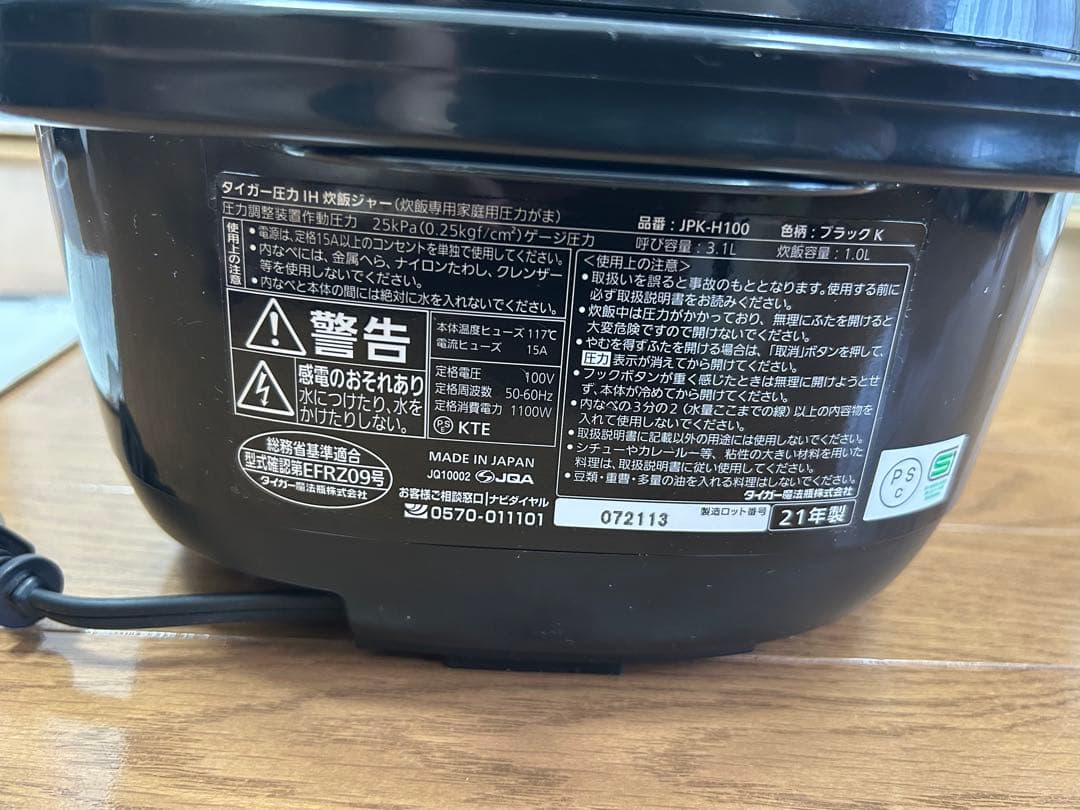 タイガー圧力IH炊飯ジャー(炊飯専用家庭用圧力がま)
品番:JPK-H100 色柄:ブラックK
圧力調整装置作動圧力 25kPa(0.25kgf/cm²)ゲージ圧力 呼び容量:3.1L 炊飯容量:1.0L
使用上の注意
•電源は、定格15A以上のコンセントを単独で使用してください。
•内なべには、金属へら、ナイロンたわし、クレンザー
等を使用しないでください。
•内なべと本体の間には絶対に水を入れないでください。
警告
感電のおそれあり
水につけたり、水を
かけたりしない。
本体温度ヒューズ 117℃
電流ヒューズ 15A
定格電圧 100V
定格周波数 50-60Hz
定格消費電力 1100W
PS KTE
総務省基準適合
型式確認第EFRZ09号
タイガー魔法瓶株式会社
MADE IN JAPAN
JQ10002 JQA
お客様ご相談窓口 ナビダイヤル
0570-011101
<使用上の注意>
•取扱いを誤ると事故のもととなります。使用する前に
必ず取扱説明書をお読みください。
•炊飯中は圧力がかかっており、無理にふたを開けると
大変危険ですので開けないでください。
•やむを得ずふたを開ける場合は、「取消」ボタンを押して、
圧力表示が消えてから開けてください。
•フックボタンが重く感じたときは無理に開けようとせ
ず、本体が冷めてから開けてください。
•内なべの3分の2(水量ここまでの線)以上の内容物を
入れて使用しないでください。
•取扱説明書に記載以外の用途には使用しないでください。
•シチューやカレールー等、粘性の大きい材料を用いた
料理は、取扱説明書に従い使用してください。
•豆類・重曹・多量の油を入れる料理はしないでください。
タイガー魔法瓶株式会社
072113 製造ロット番号 21年製
PS
C